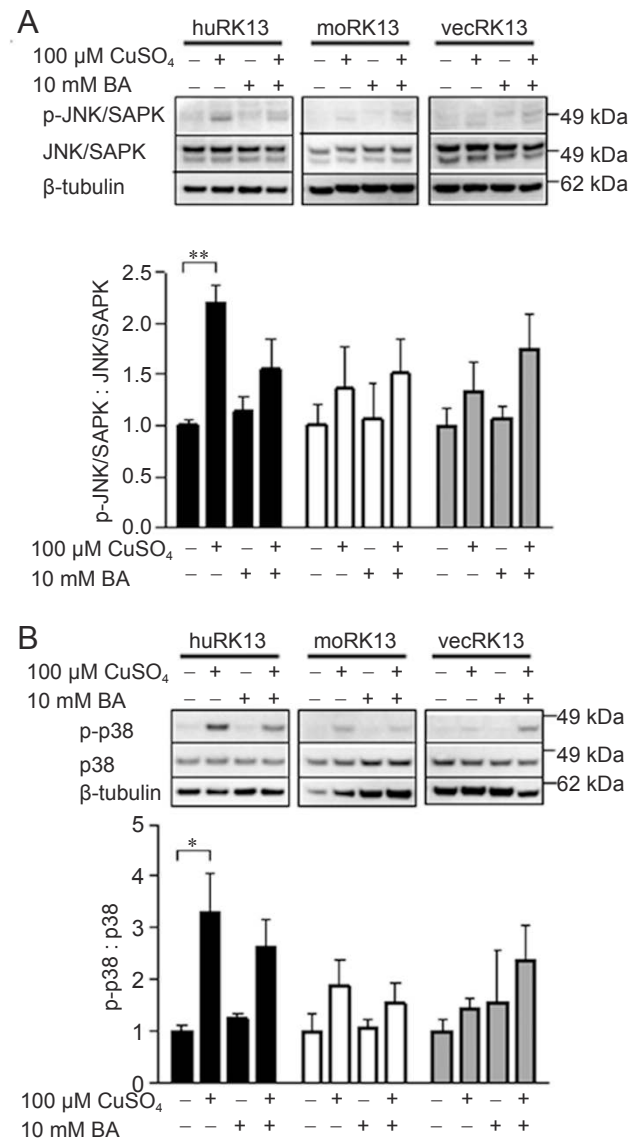 A
huRK13 moRK13 vecRK13
100 µM CuSO₄ – + – + – + – + – + – +
10 mM BA – – + + – – + + – – + +
p-JNK/SAPK 49 kDa
JNK/SAPK 49 kDa
β-tubulin 62 kDa
**
2.5
2.0
1.5
1.0
0.5
0.0
p-JNK/SAPK : JNK/SAPK
100 µM CuSO₄ – + – + – + – + – + – +
10 mM BA – – + + – – + + – – + +
B
huRK13 moRK13 vecRK13
100 µM CuSO₄ – + – + – + – + – + – +
10 mM BA – – + + – – + + – – + +
p-p38 49 kDa
p38 49 kDa
β-tubulin 62 kDa
*
5
4
3
2
1
0
p-p38 : p38
100 µM CuSO₄ – + – + – + – + – + – +
10 mM BA – – + + – – + + – – + +